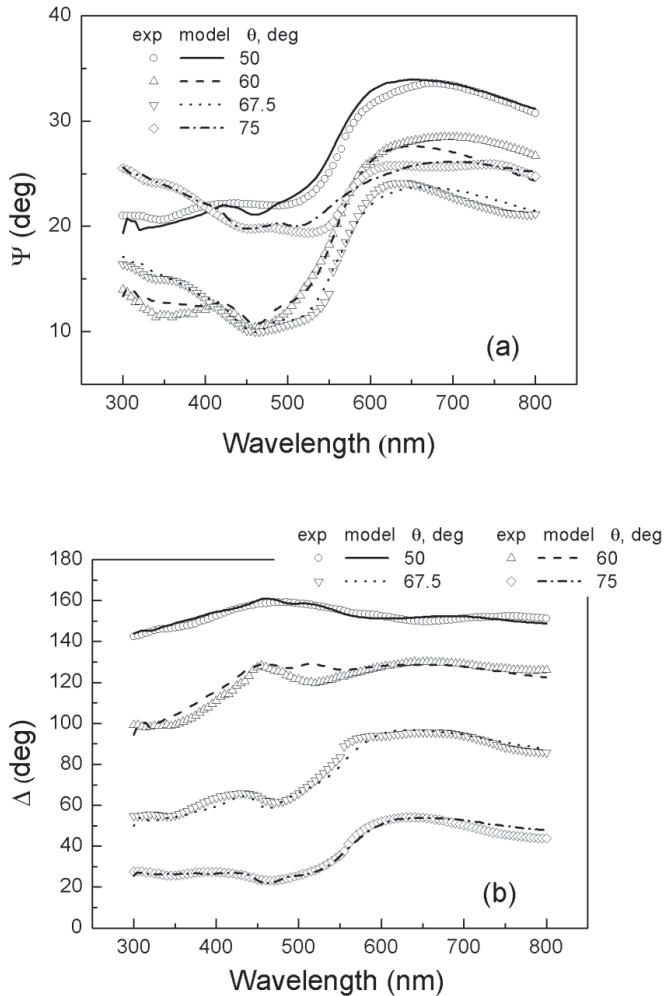 40
30
20
10
Ψ (deg)
exp model θ, deg
50
60
67.5
75
(a)
300 400 500 600 700 800
Wavelength (nm)
exp model θ, deg exp model θ, deg
50 60
67.5 75
180
160
140
120
100
80
60
40
20
0
Δ (deg)
(b)
300 400 500 600 700 800
Wavelength (nm)